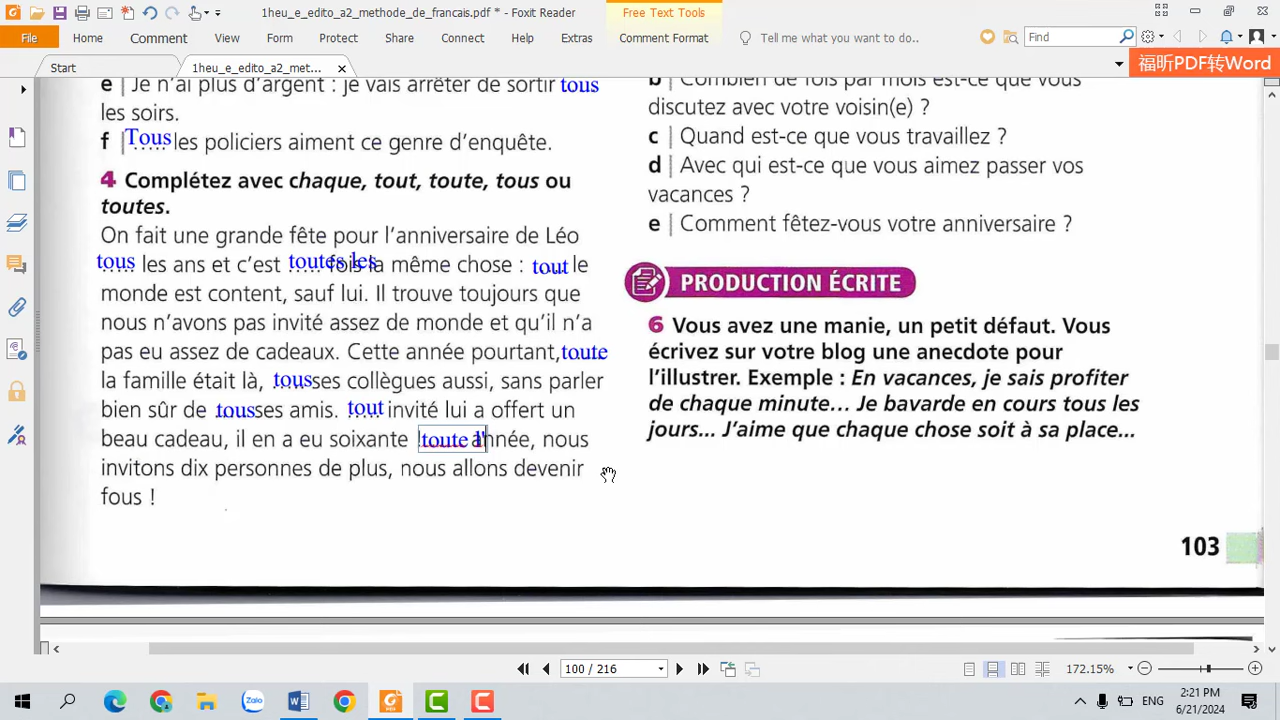 1heu_e_edito_a2_methode_de_francais.pdf * - Foxit Reader
Free Text Tools
File Home Comment View Form Protect Share Connect Help Extras Comment Format Tell me what you want to do... Find
Start 1heu_e_edito_a2_met...
福昕PDF转Word
e | Je n'ai plus d'argent : je vais arrêter de sortir tous
les soirs.
f | Tous ..... les policiers aiment ce genre d'enquête.
4 Complétez avec chaque, tout, toute, tous ou
toutes.
On fait une grande fête pour l'anniversaire de Léo
tous ..... les ans et c'est toutes les ..... fois la même chose : tout ... le
monde est content, sauf lui. Il trouve toujours que
nous n'avons pas invité assez de monde et qu'il n'a
pas eu assez de cadeaux. Cette année pourtant, toute
la famille était là, tous ses collègues aussi, sans parler
bien sûr de tous ses amis. tout ..... invité lui a offert un
beau cadeau, il en a eu soixante ! toute l' année, nous
invitons dix personnes de plus, nous allons devenir
fous !
b | Combien de fois par mois est-ce que vous
discutez avec votre voisin(e) ?
c | Quand est-ce que vous travaillez ?
d | Avec qui est-ce que vous aimez passer vos
vacances ?
e | Comment fêtez-vous votre anniversaire ?
PRODUCTION ÉCRITE
6 Vous avez une manie, un petit défaut. Vous
écrivez sur votre blog une anecdote pour
l'illustrer. Exemple : En vacances, je sais profiter
de chaque minute... Je bavarde en cours tous les
jours... J'aime que chaque chose soit à sa place...
103
100 / 216
172.15%
Zalo
ENG
2:21 PM
6/21/2024